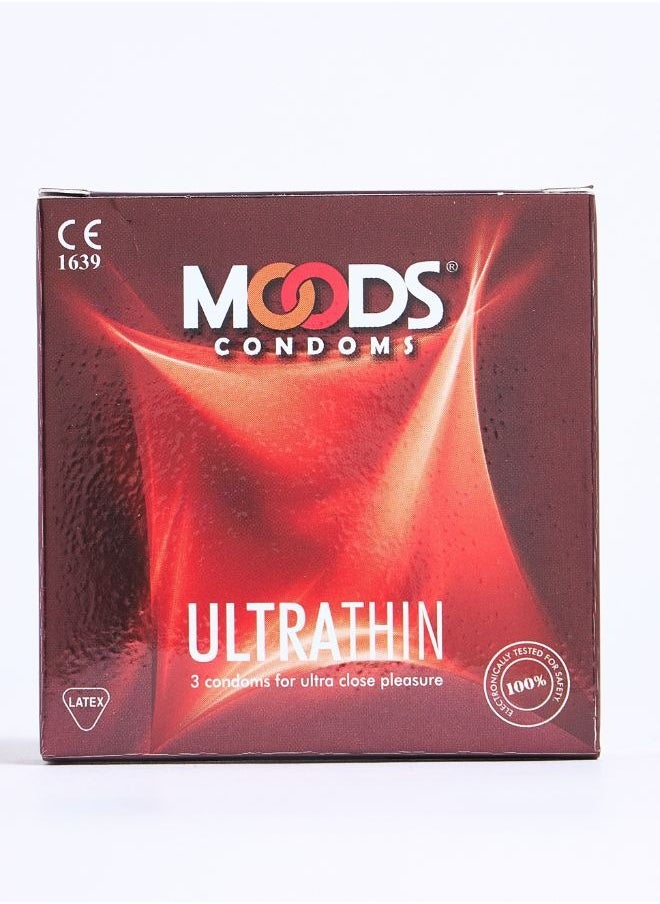 CE
1639
MOODS®
CONDOMS
ULTRATHIN
3 condoms for ultra close pleasure
LATEX
ELECTRONICALLY TESTED FOR SAFETY
100%